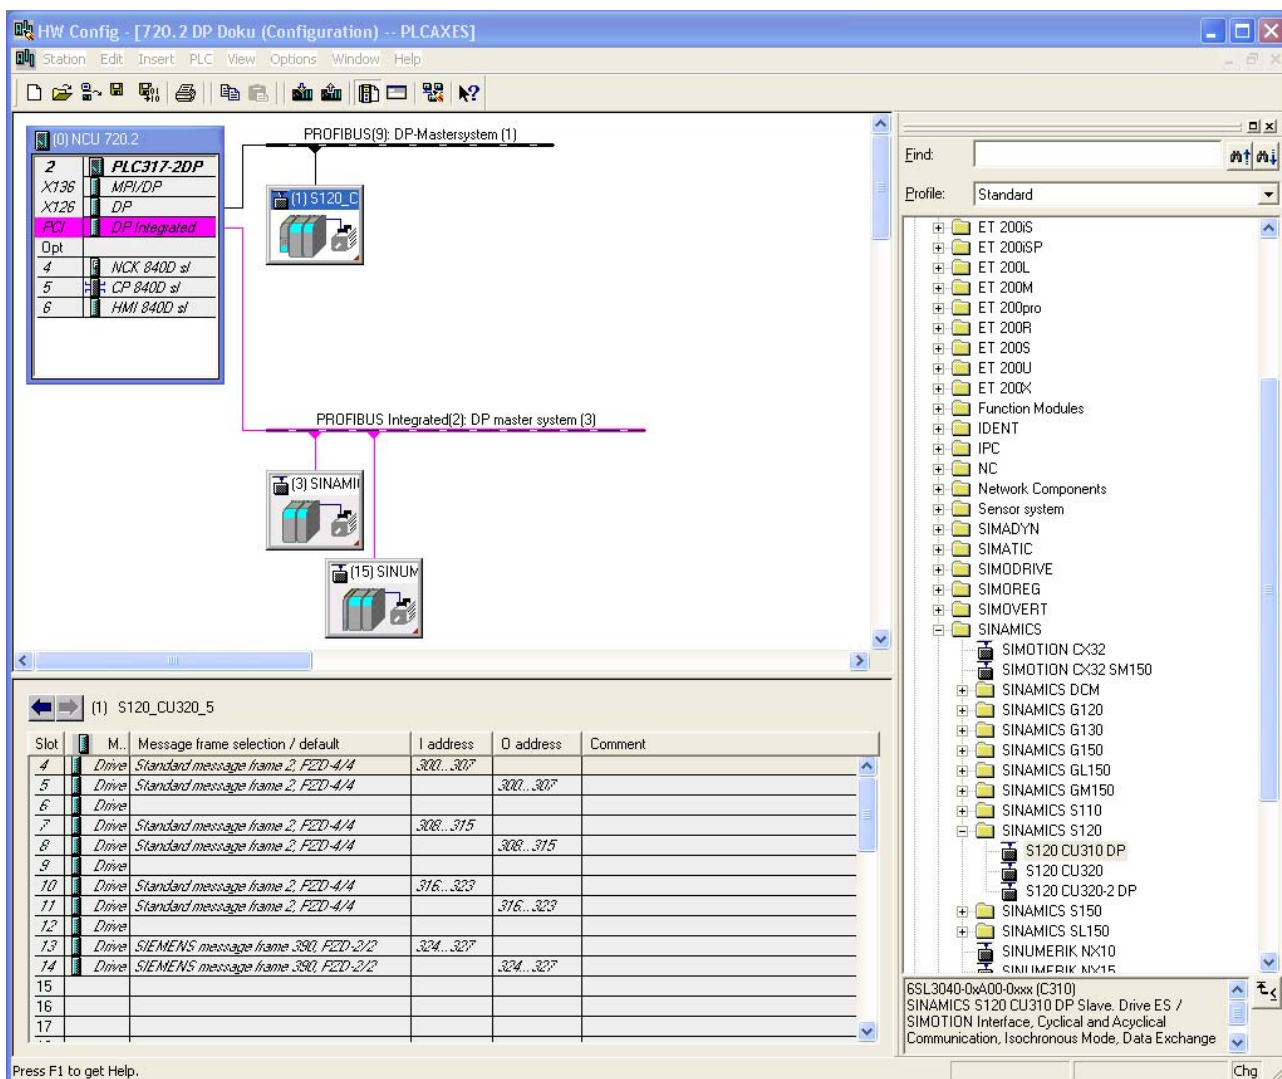 HW Config - [720.2 DP Doku (Configuration) -- PLCAXES]
Station Edit Insert PLC View Options Window Help
(0) NCU 720.2
2 PLC317-2DP
X136 MPI/DP
X126 DP
PCI DP Integrated
Opt
4 NCK 840D sl
5 CP 840D sl
6 HMI 840D sl
PROFIBUS(9): DP-Mastersystem (1)
(1) S120_C
PROFIBUS Integrated(2): DP master system (3)
(3) SINAMI
(15) SINUM
(1) S120_CU320_5
Slot M.. Message frame selection / default I address O address Comment
4 Drive Standard message frame 2, PZD-4/4 300...307
5 Drive Standard message frame 2, PZD-4/4 300...307
6 Drive
7 Drive Standard message frame 2, PZD-4/4 308...315
8 Drive Standard message frame 2, PZD-4/4 308...315
9 Drive
10 Drive Standard message frame 2, PZD-4/4 316...323
11 Drive Standard message frame 2, PZD-4/4 316...323
12 Drive
13 Drive SIEMENS message frame 390, PZD-2/2 324...327
14 Drive SIEMENS message frame 390, PZD-2/2 324...327
15
16
17
Find:
Profile: Standard
ET 200iS
ET 200iSP
ET 200L
ET 200M
ET 200pro
ET 200R
ET 200S
ET 200U
ET 200X
Function Modules
IDENT
IPC
NC
Network Components
Sensor system
SIMADYN
SIMATIC
SIMODRIVE
SIMOREG
SIMOVERT
SINAMICS
SIMOTION CX32
SIMOTION CX32 SM150
SINAMICS DCM
SINAMICS G120
SINAMICS G130
SINAMICS G150
SINAMICS GL150
SINAMICS GM150
SINAMICS S110
SINAMICS S120
S120 CU310 DP
S120 CU320
S120 CU320-2 DP
SINAMICS S150
SINAMICS SL150
SINUMERIK NX10
SINUMERIK NX15
6SL3040-0xA00-0xxx (C310)
SINAMICS S120 CU310 DP Slave. Drive ES /
SIMOTION Interface, Cyclical and Acyclical
Communication, Isochronous Mode, Data Exchange
Press F1 to get Help.
Chg